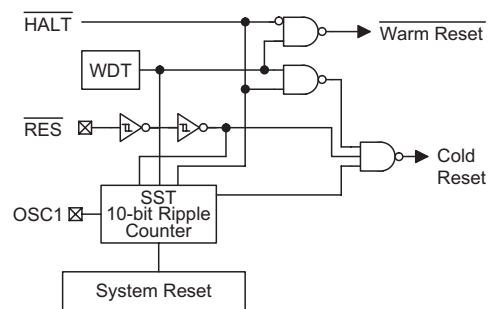 HALT
Warm Reset
WDT
RES
Cold
Reset
SST
10-bit Ripple
Counter
OSC1
System Reset